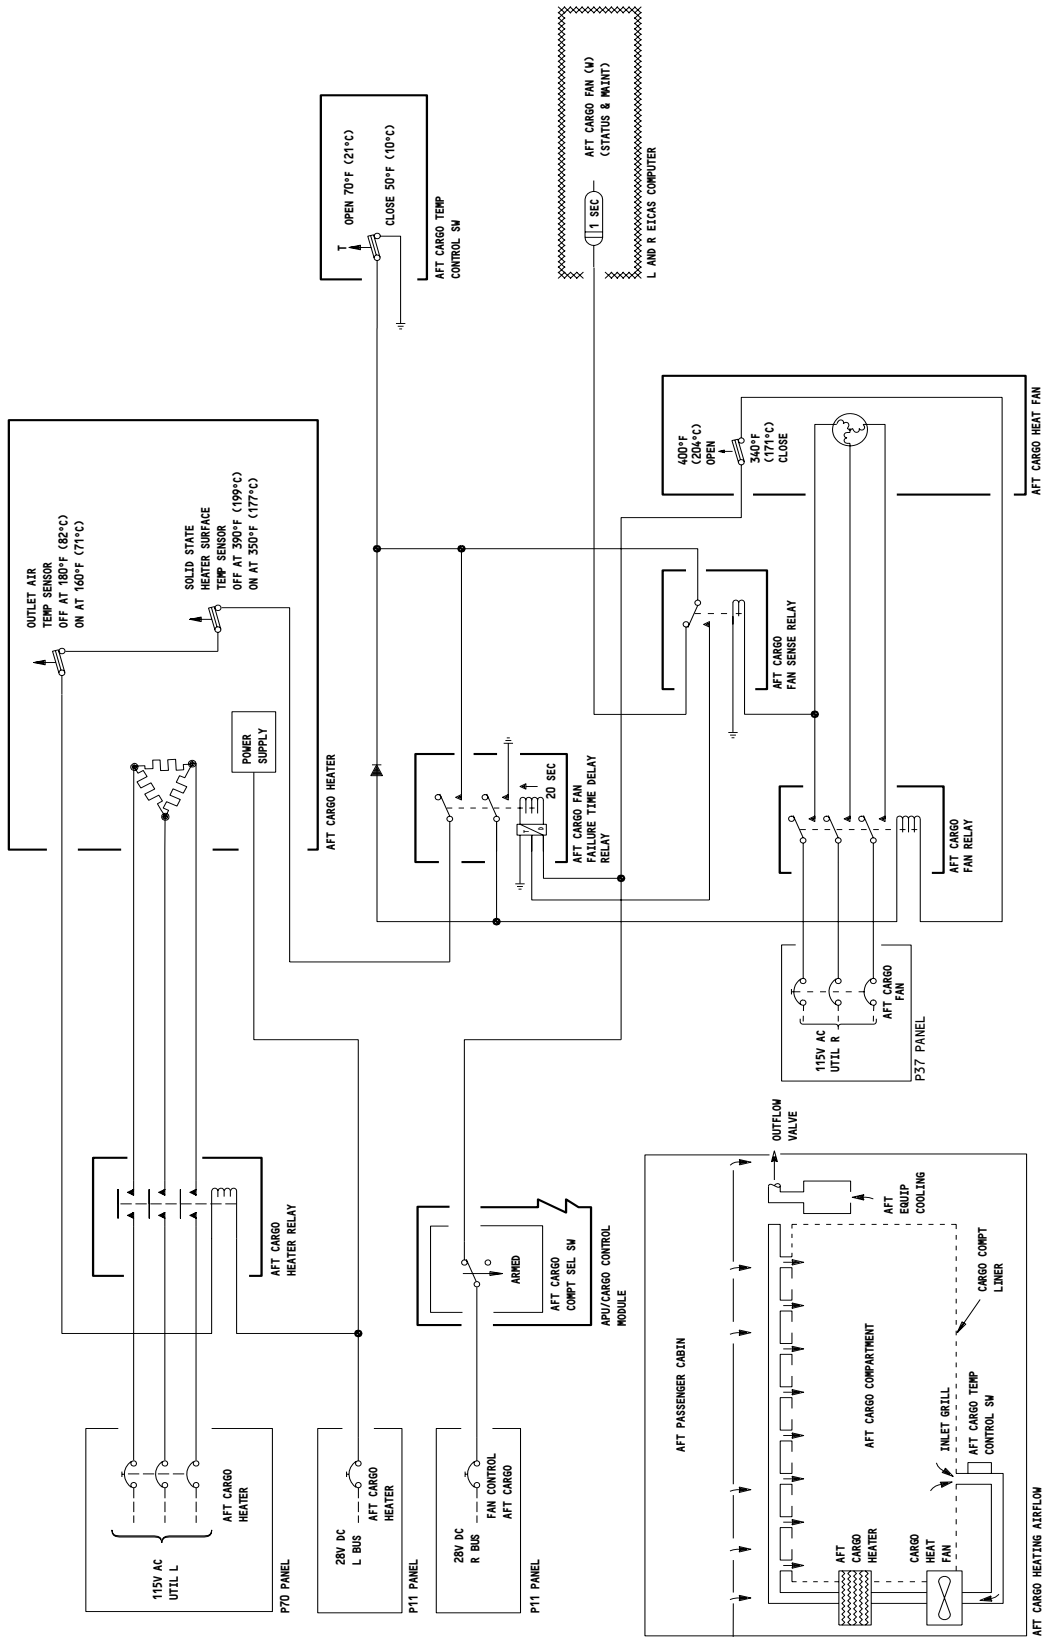 115V AC
UTIL L
AFT CARGO
HEATER
P70 PANEL
28V DC
L BUS
AFT CARGO
HEATER
P11 PANEL
28V DC
R BUS
FAN CONTROL
AFT CARGO
P11 PANEL
AFT CARGO
HEATER RELAY
ARMED
AFT CARGO
COMPT SEL SW
APU/CARGO CONTROL
MODULE
OUTLET AIR
TEMP SENSOR
OFF AT 180°F (82°C)
ON AT 160°F (71°C)
SOLID STATE
HEATER SURFACE
TEMP SENSOR
OFF AT 390°F (199°C)
ON AT 350°F (177°C)
POWER
SUPPLY
AFT CARGO HEATER
T
OPEN 70°F (21°C)
CLOSE 50°F (10°C)
AFT CARGO TEMP
CONTROL SW
1 SEC
AFT CARGO FAN (W)
(STATUS & MAINT)
L AND R EICAS COMPUTER
T
D
20 SEC
AFT CARGO FAN
FAILURE TIME DELAY
RELAY
AFT CARGO
FAN SENSE RELAY
400°F
(204°C)
OPEN
340°F
(171°C)
CLOSE
AFT CARGO HEAT FAN
AFT CARGO
FAN RELAY
115V AC
UTIL R
AFT CARGO
FAN
P37 PANEL
AFT PASSENGER CABIN
OUTFLOW
VALVE
AFT
EQUIP
COOLING
AFT CARGO COMPARTMENT
CARGO COMPT
LINER
INLET GRILL
AFT CARGO TEMP
CONTROL SW
AFT
CARGO
HEATER
CARGO
HEAT
FAN
AFT CARGO HEATING AIRFLOW